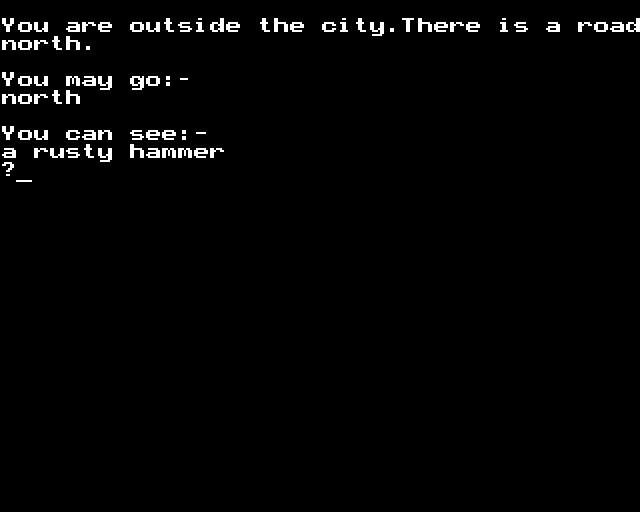 You are outside the city.There is a road
north.
You may go:-
north
You can see:-
a rusty hammer
?_